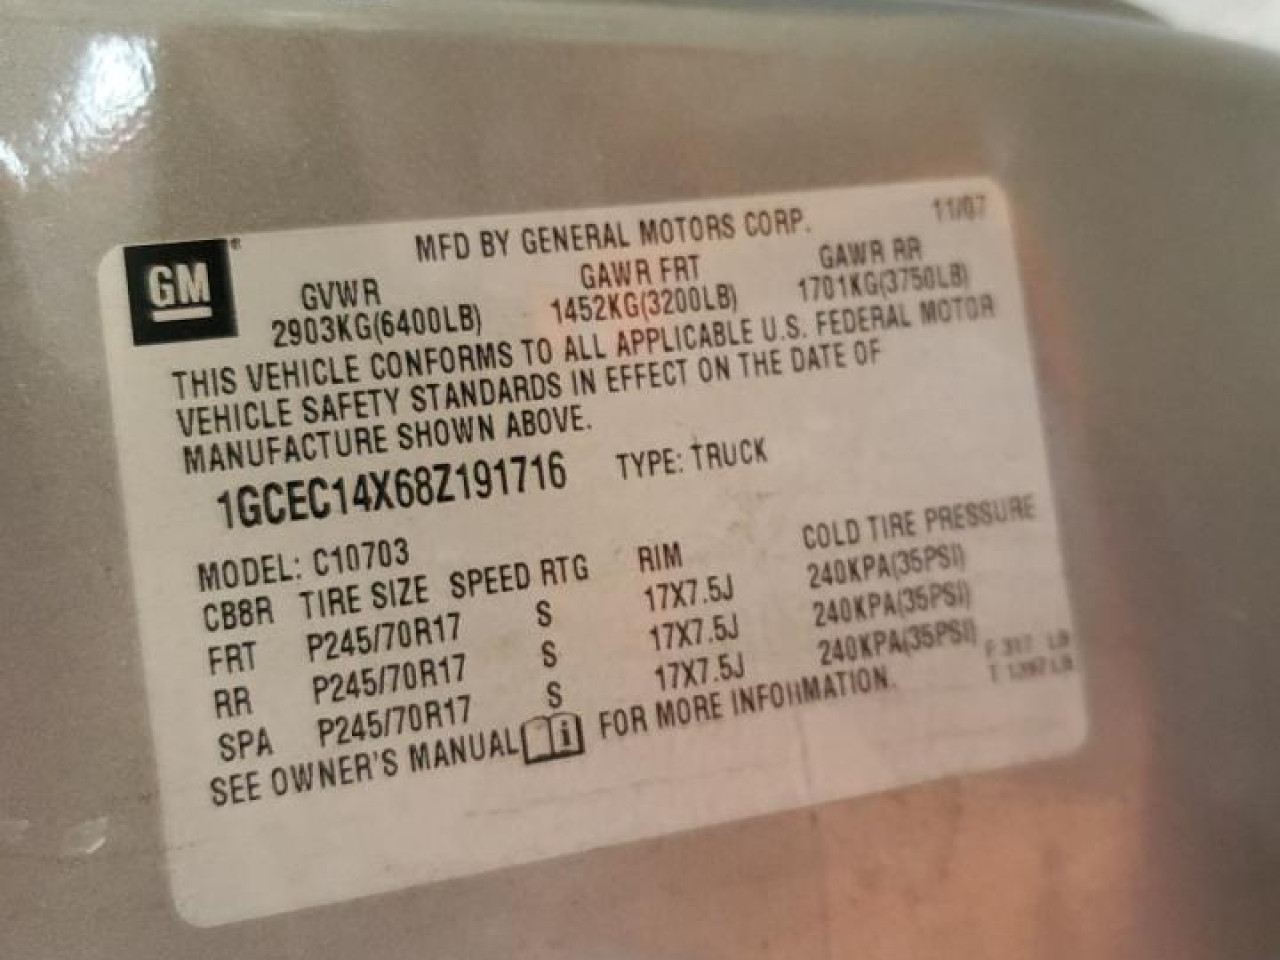 GM ®
MFD BY GENERAL MOTORS CORP. 11/07
GVWR GAWR FRT GAWR RR
2903KG(6400LB) 1452KG(3200LB) 1701KG(3750LB)
THIS VEHICLE CONFORMS TO ALL APPLICABLE U.S. FEDERAL MOTOR
VEHICLE SAFETY STANDARDS IN EFFECT ON THE DATE OF
MANUFACTURE SHOWN ABOVE.
1GCEC14X68Z191716 TYPE: TRUCK
MODEL: C10703
CB8R TIRE SIZE SPEED RTG RIM COLD TIRE PRESSURE
FRT P245/70R17 S 17X7.5J 240KPA(35PSI)
RR P245/70R17 S 17X7.5J 240KPA(35PSI)
SPA P245/70R17 S 17X7.5J 240KPA(35PSI)
SEE OWNER'S MANUAL i FOR MORE INFORMATION.